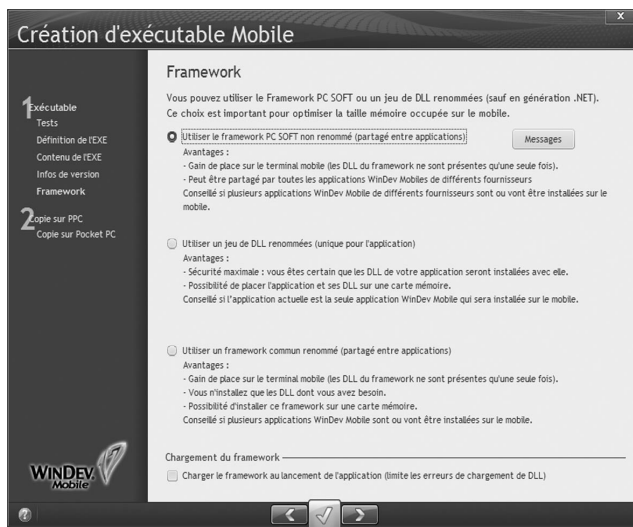 x
Création d'exécutable Mobile
1 Exécutable
Tests
Définition de l'EXE
Contenu de l'EXE
Infos de version
Framework
2 Copie sur PPC
Copie sur Pocket PC
WINDEV
Mobile
Framework
Vous pouvez utiliser le Framework PC SOFT ou un jeu de DLL renommées (sauf en génération .NET).
Ce choix est important pour optimiser la taille mémoire occupée sur le mobile.
Utiliser le framework PC SOFT non renommé (partagé entre applications)
Messages
Avantages :
- Gain de place sur le terminal mobile (les DLL du framework ne sont présentes qu'une seule fois).
- Peut être partagé par toutes les applications WinDev Mobiles de différents fournisseurs
Conseillé si plusieurs applications WinDev Mobile de différents fournisseurs sont ou vont être installées sur le
mobile.
Utiliser un jeu de DLL renommées (unique pour l'application)
Avantages :
- Sécurité maximale : vous êtes certain que les DLL de votre application seront installées avec elle.
- Possibilité de placer l'application et ses DLL sur une carte mémoire.
Conseillé si l'application actuelle est la seule application WinDev Mobile qui sera installée sur le mobile.
Utiliser un framework commun renommé (partagé entre applications)
Avantages :
- Gain de place sur le terminal mobile (les DLL du framework ne sont présentes qu'une seule fois).
- Vous n'installez que les DLL dont vous avez besoin.
- Possibilité d'installer ce framework sur une carte mémoire.
Conseillé si plusieurs applications WinDev Mobile sont ou vont être installées sur le mobile.
Chargement du framework
Charger le framework au lancement de l'application (limite les erreurs de chargement de DLL)
?